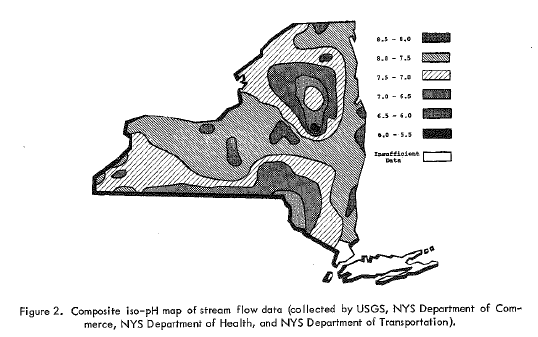 8.5 - 8.0
8.0 - 7.5
7.5 - 7.0
7.0 - 6.5
6.5 - 6.0
6.0 - 5.5
Insufficient
Data
Figure 2. Composite iso-pH map of stream flow data (collected by USGS, NYS Department of Com-
merce, NYS Department of Health, and NYS Department of Transportation).